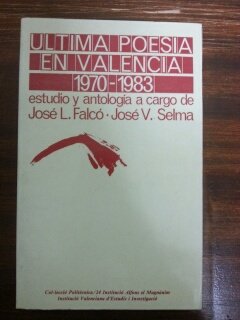 ULTIMA POESIA
EN VALENCIA
1970-1983
estudio y antología a cargo de
José L. Falcó · José V. Selma
Col·lecció Politècnica/24 Institució Alfons el Magnànim
Institució Valenciana d'Estudis i Investigació